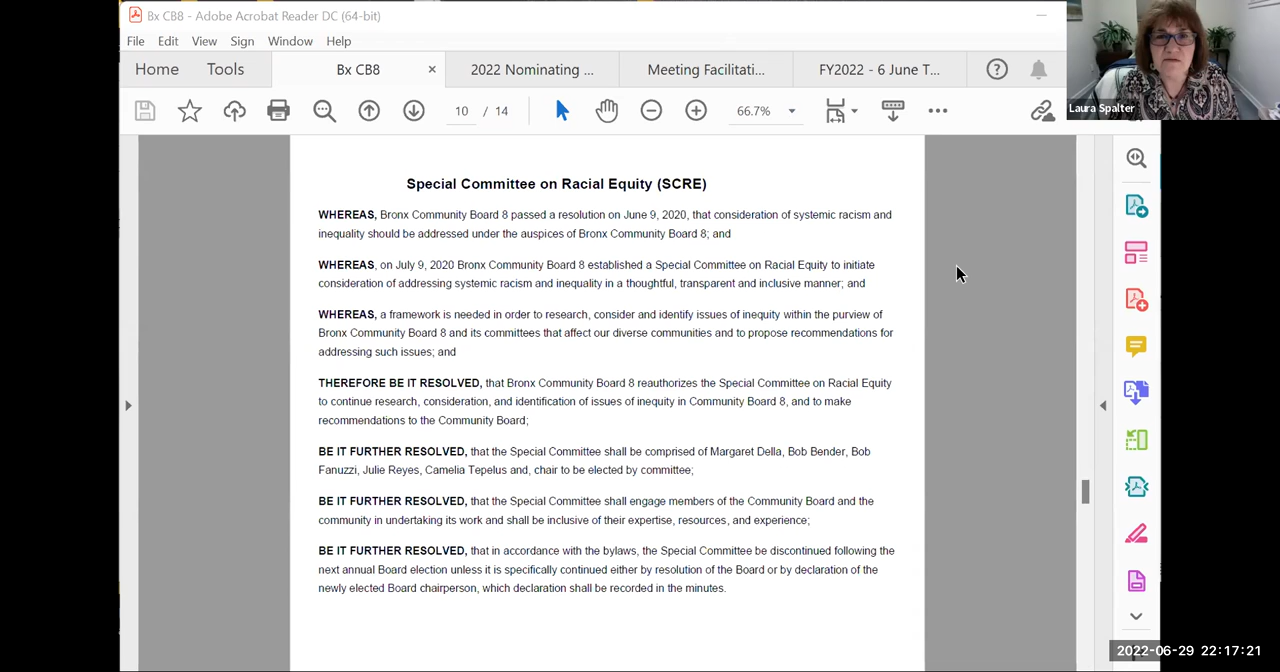 Bx CB8 - Adobe Acrobat Reader DC (64-bit)
File Edit View Sign Window Help
Home Tools Bx CB8 × 2022 Nominating ... Meeting Facilitati... FY2022 - 6 June T...
10 / 14 66.7%
Laura Spalter
Special Committee on Racial Equity (SCRE)
WHEREAS, Bronx Community Board 8 passed a resolution on June 9, 2020, that consideration of systemic racism and
inequality should be addressed under the auspices of Bronx Community Board 8; and
WHEREAS, on July 9, 2020 Bronx Community Board 8 established a Special Committee on Racial Equity to initiate
consideration of addressing systemic racism and inequality in a thoughtful, transparent and inclusive manner; and
WHEREAS, a framework is needed in order to research, consider and identify issues of inequity within the purview of
Bronx Community Board 8 and its committees that affect our diverse communities and to propose recommendations for
addressing such issues; and
THEREFORE BE IT RESOLVED, that Bronx Community Board 8 reauthorizes the Special Committee on Racial Equity
to continue research, consideration, and identification of issues of inequity in Community Board 8, and to make
recommendations to the Community Board;
BE IT FURTHER RESOLVED, that the Special Committee shall be comprised of Margaret Della, Bob Bender, Bob
Fanuzzi, Julie Reyes, Camelia Tepelus and, chair to be elected by committee;
BE IT FURTHER RESOLVED, that the Special Committee shall engage members of the Community Board and the
community in undertaking its work and shall be inclusive of their expertise, resources, and experience;
BE IT FURTHER RESOLVED, that in accordance with the bylaws, the Special Committee be discontinued following the
next annual Board election unless it is specifically continued either by resolution of the Board or by declaration of the
newly elected Board chairperson, which declaration shall be recorded in the minutes.
2022-06-29 22:17:21